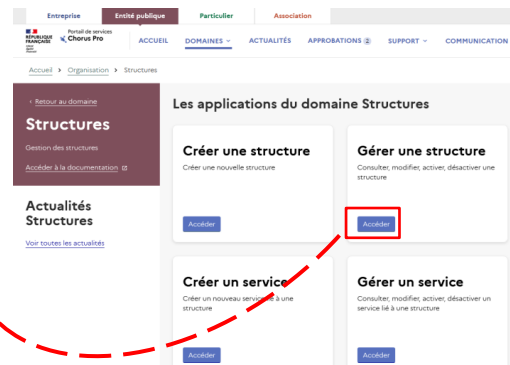 Entreprise
Entité publique
Particulier
Association
RÉPUBLIQUE
FRANÇAISE
Portail de services
Chorus Pro
ACCUEIL
DOMAINES
ACTUALITÉS
APPROBATIONS
SUPPORT
COMMUNICATION
Accueil > Organisation > Structures
< Retour au domaine
Structures
Gestion des structures
Accéder à la documentation
Actualités
Structures
Voir toutes les actualités
Les applications du domaine Structures
Créer une structure
Créer une nouvelle structure
Accéder
Gérer une structure
Consulter, modifier, activer, désactiver une
structure
Accéder
Créer un service
Créer un nouveau service lié à une
structure
Accéder
Gérer un service
Consulter, modifier, activer, désactiver un
service lié à une structure
Accéder